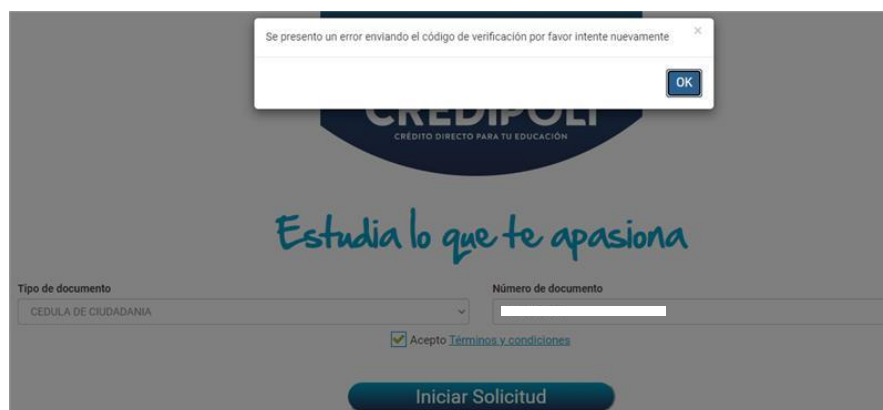 Se presento un error enviando el código de verificación por favor intente nuevamente
×
OK
CREDIPOLI
CRÉDITO DIRECTO PARA TU EDUCACIÓN
Estudia lo que te apasiona
Tipo de documento
Número de documento
CEDULA DE CIUDADANIA
Acepto Términos y condiciones
Iniciar Solicitud